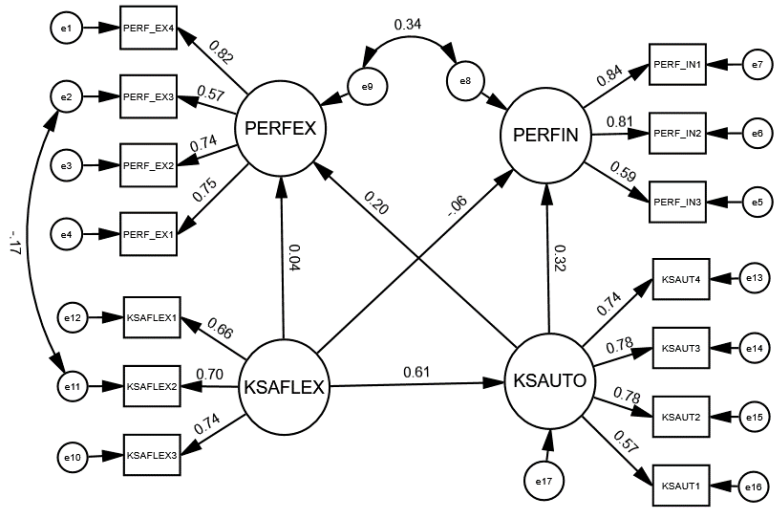 0.34
e1
PERF_EX4
0.82
e9
e8
e2
PERF_EX3
0.57
PERFEX
e3
PERF_EX2
0.74
e4
PERF_EX1
0.75
PERFIN
0.84
PERF_IN1
e7
0.81
PERF_IN2
e6
0.59
PERF_IN3
e5
-.17
0.04
-.06
0.20
0.32
e12
KSAFLEX1
0.66
e11
KSAFLEX2
0.70
KSAFLEX
e10
KSAFLEX3
0.74
0.61
KSAUTO
0.74
KSAUT4
e13
0.78
KSAUT3
e14
0.78
KSAUT2
e15
0.57
KSAUT1
e16
e17